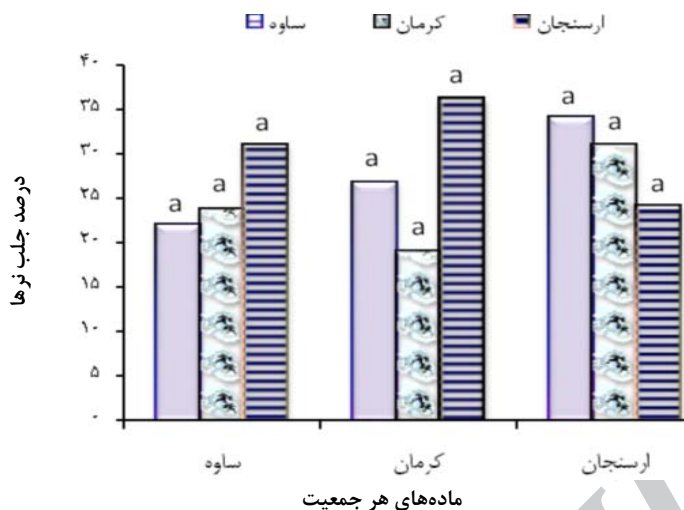 ساوه کرمان ارسنجان
درصد جلب نرها
۴۰
۳۵
۳۰
۲۵
۲۰
۱۵
۱۰
۵
۰
a a a a a a a a a
ساوه کرمان ارسنجان
ماده‌های هر جمعیت